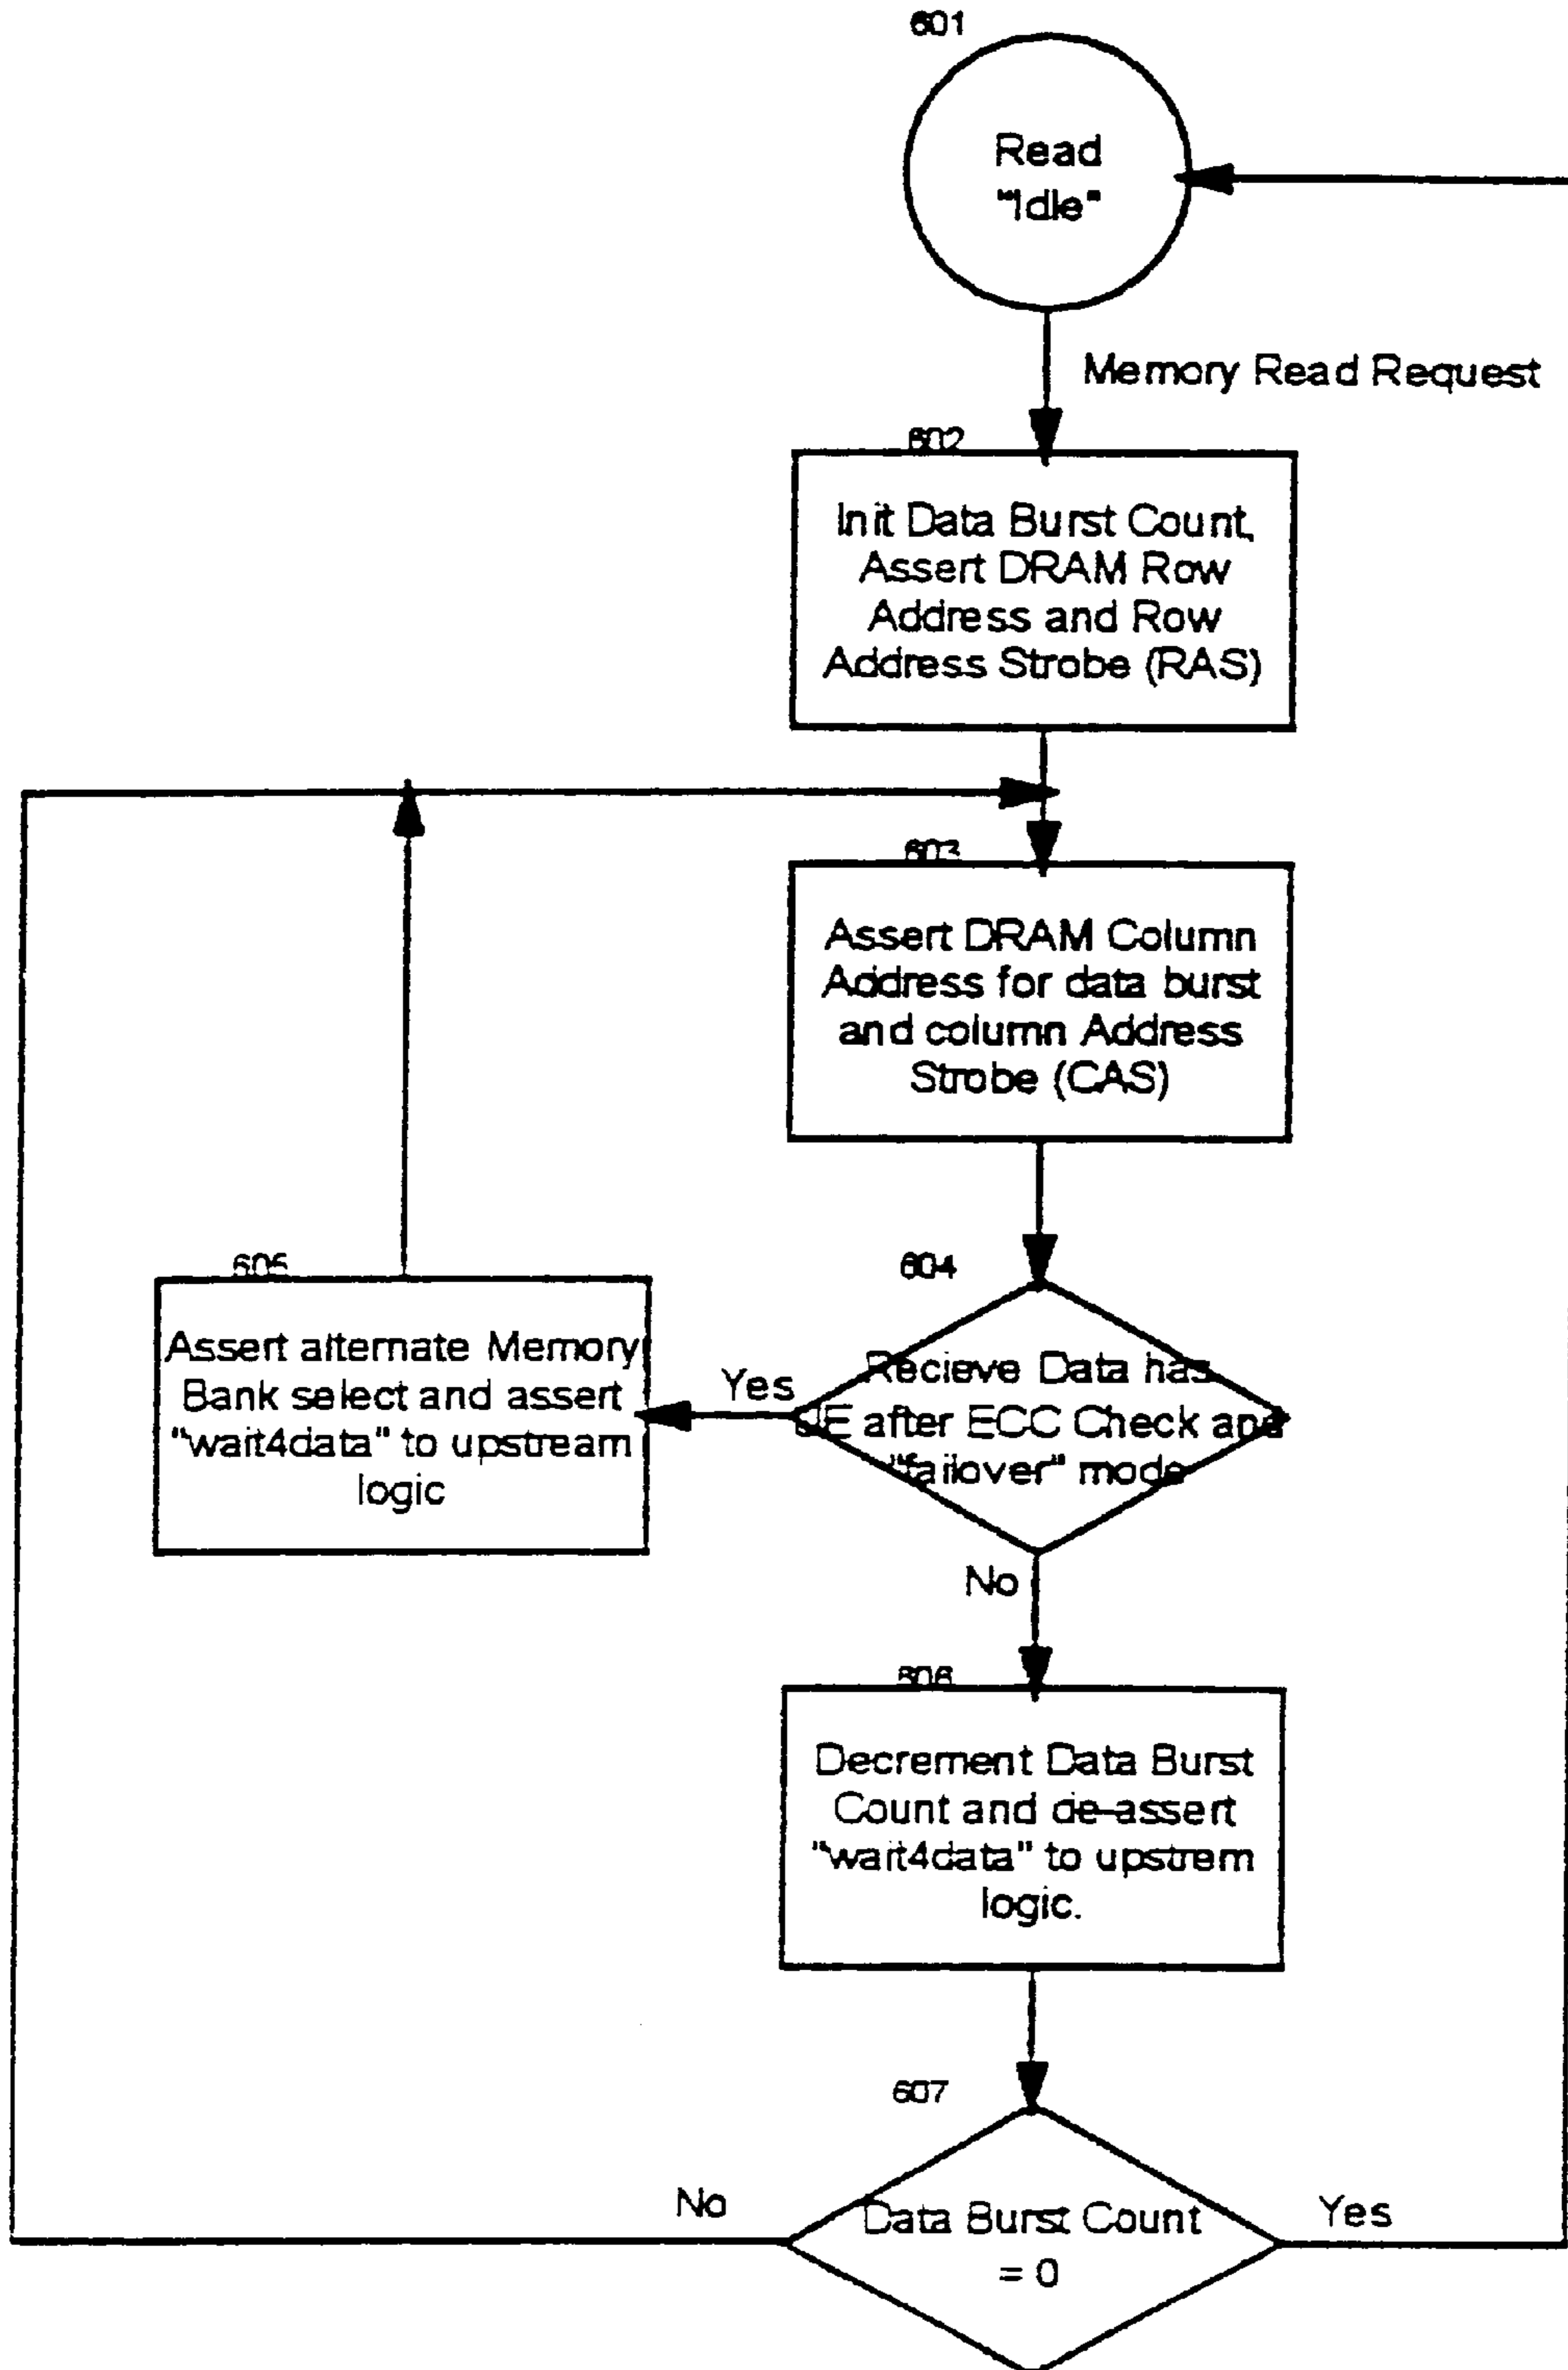 601
Read
"Idle"
Memory Read Request
602
Init Data Burst Count,
Assert DRAM Row
Address and Row
Address Strobe (RAS)
603
Assert DRAM Column
Address for data burst
and column Address
Strobe (CAS)
605
Assert alternate Memory
Bank select and assert
"wait4data" to upstream
logic
Yes
604
Recieve Data has
UE after ECC Check and
"failover" mode
No
606
Decrement Data Burst
Count and de-assert
"wait4data" to upstrem
logic.
607
No
Data Burst Count
= 0
Yes